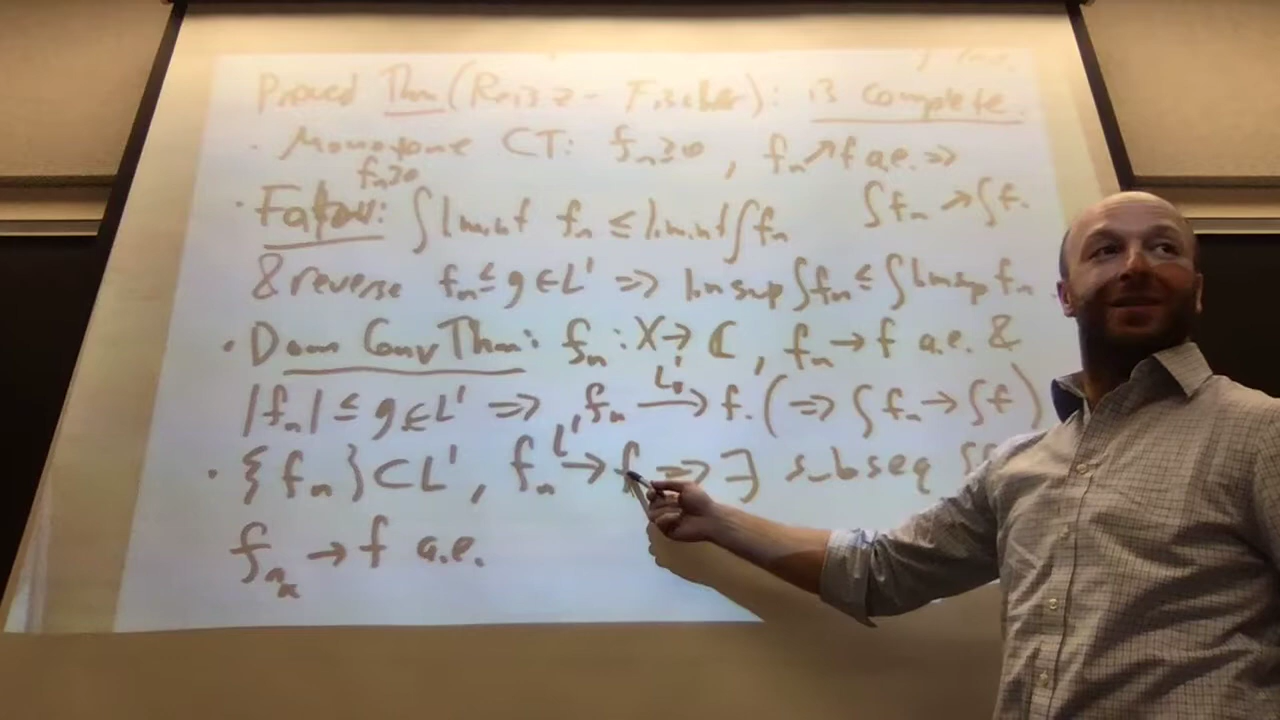 Proved Thm (Reisz - Fischer): is complete.
· Monotone CT: fₙ≥0, fₙ↗f a.e. ⇒
fₙ≥0 ∫fₙ→∫f.
· Fatou: ∫liminf fₙ ≤ liminf∫fₙ
& reverse fₙ≤g∈L¹ ⇒ limsup∫fₙ ≤ ∫limsup fₙ
· Dom Conv Thm: fₙ: X→ℂ, fₙ→f a.e. &
|fₙ| ≤ g∈L¹ ⇒ fₙ →^{L¹} f. (⇒ ∫fₙ→∫f)
· {fₙ}⊂L¹, fₙ →^{L¹} f ⇒ ∃ subseq
f_{n_k} → f a.e.